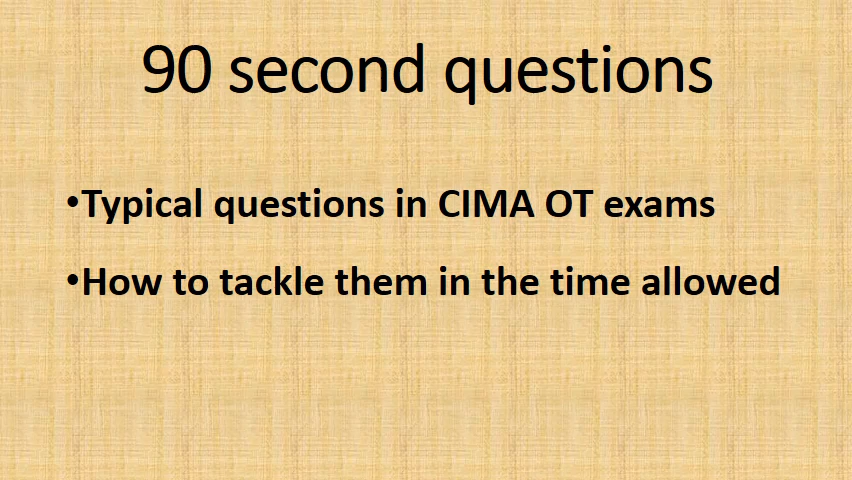 90 second questions
•Typical questions in CIMA OT exams
•How to tackle them in the time allowed